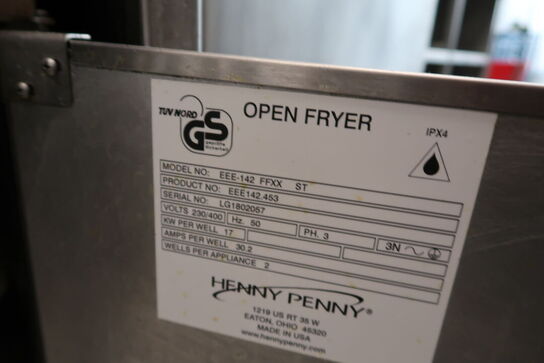 TUV NORD
GS
geprüfte
Sicherheit
OPEN FRYER
IPX4
MODEL NO: EEE-142 FFXX ST
PRODUCT NO: EEE142.453
SERIAL NO: LG1802057
VOLTS 230/400 Hz. 50 PH. 3 3N
KW PER WELL 17
AMPS PER WELL 30.2
WELLS PER APPLIANCE 2
HENNY PENNY®
1219 US RT 35 W
EATON, OHIO 45320
MADE IN USA
hennypenny.com